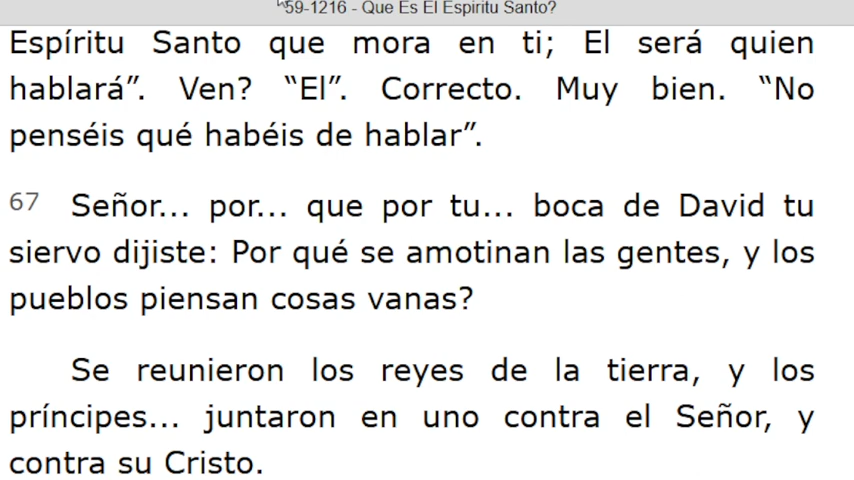 59-1216 - Que Es El Espiritu Santo?
Espíritu Santo que mora en ti; El será quien
hablará”. Ven? “El”. Correcto. Muy bien. “No
penséis qué habéis de hablar”.
67 Señor... por... que por tu... boca de David tu
siervo dijiste: Por qué se amotinan las gentes, y los
pueblos piensan cosas vanas?
Se reunieron los reyes de la tierra, y los
príncipes... juntaron en uno contra el Señor, y
contra su Cristo.